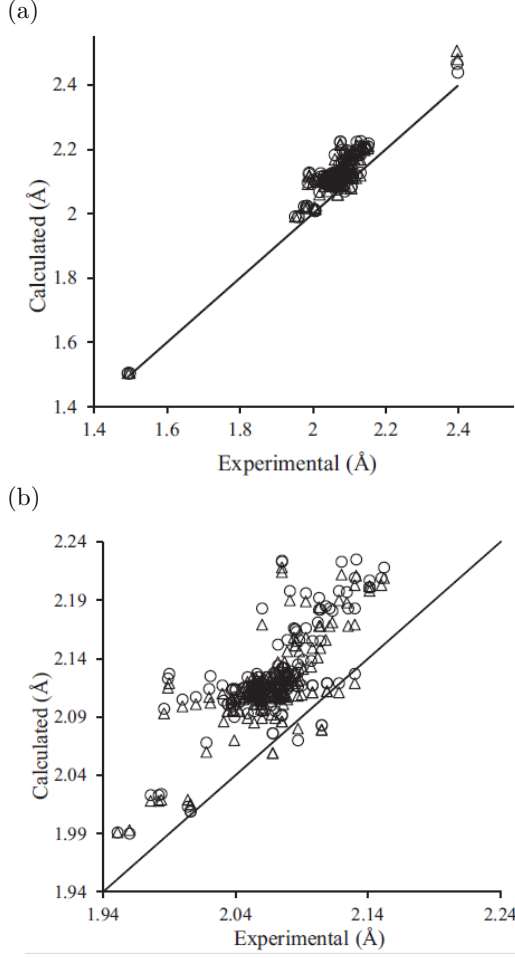 (a)
2.4
2.2
2
1.8
1.6
1.4
Calculated (Å)
1.4 1.6 1.8 2 2.2 2.4
Experimental (Å)
(b)
2.24
2.19
2.14
2.09
2.04
1.99
1.94
Calculated (Å)
1.94 2.04 2.14 2.24
Experimental (Å)